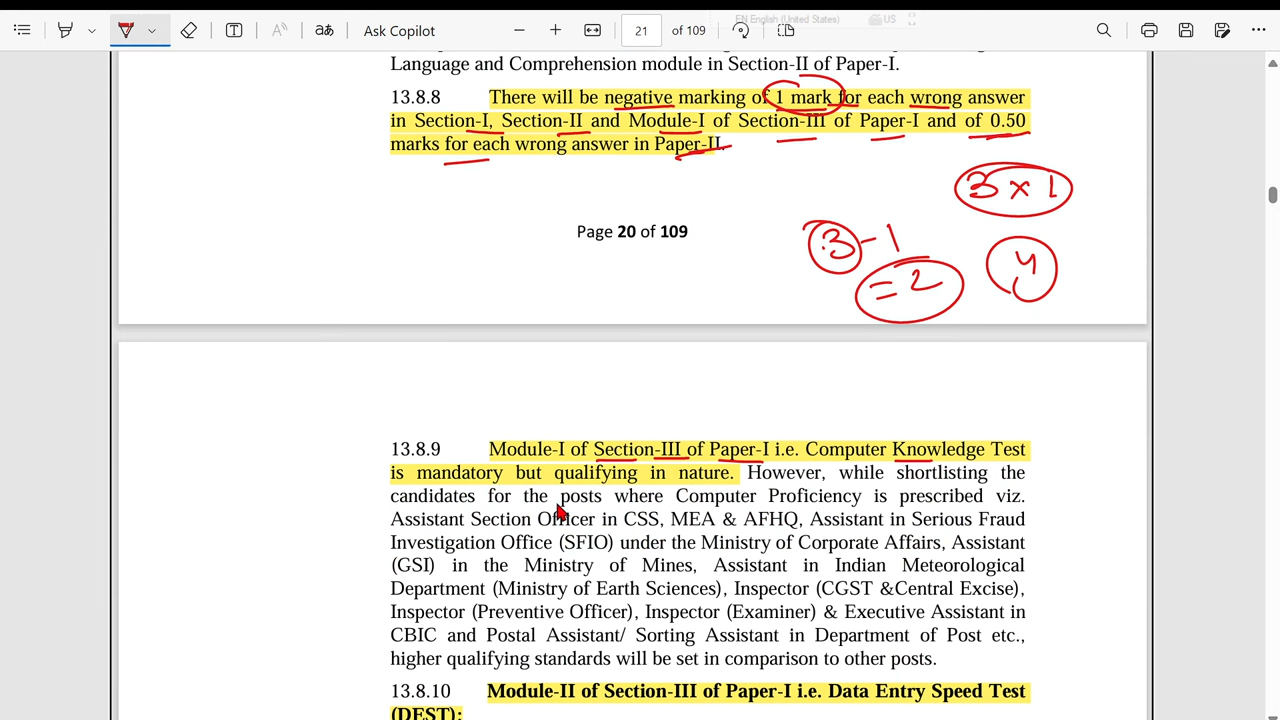 EN English (United States)
US
Ask Copilot
21
of 109
Language and Comprehension module in Section-II of Paper-I.
13.8.8 There will be negative marking of 1 mark for each wrong answer
in Section-I, Section-II and Module-I of Section-III of Paper-I and of 0.50
marks for each wrong answer in Paper-II.
3 × 1
3 - 1
= 2
4
Page 20 of 109
13.8.9 Module-I of Section-III of Paper-I i.e. Computer Knowledge Test
is mandatory but qualifying in nature. However, while shortlisting the
candidates for the posts where Computer Proficiency is prescribed viz.
Assistant Section Officer in CSS, MEA & AFHQ, Assistant in Serious Fraud
Investigation Office (SFIO) under the Ministry of Corporate Affairs, Assistant
(GSI) in the Ministry of Mines, Assistant in Indian Meteorological
Department (Ministry of Earth Sciences), Inspector (CGST &Central Excise),
Inspector (Preventive Officer), Inspector (Examiner) & Executive Assistant in
CBIC and Postal Assistant/ Sorting Assistant in Department of Post etc.,
higher qualifying standards will be set in comparison to other posts.
13.8.10 Module-II of Section-III of Paper-I i.e. Data Entry Speed Test
(DEST):